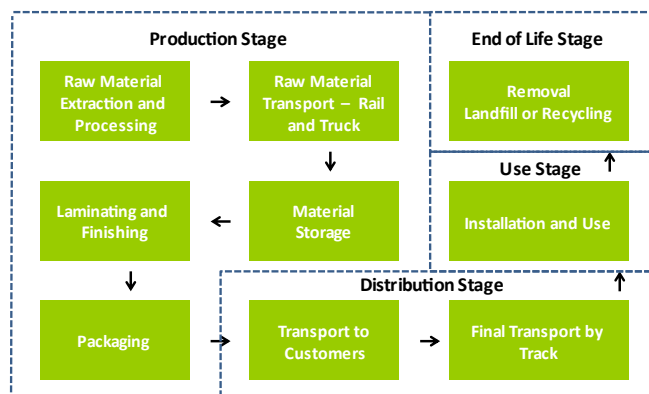 Production Stage
End of Life Stage
Raw Material
Extraction and
Processing
Raw Material
Transport – Rail
and Truck
Removal
Landfill or Recycling
Use Stage
Laminating and
Finishing
Material
Storage
Installation and Use
Distribution Stage
Packaging
Transport to
Customers
Final Transport by
Track